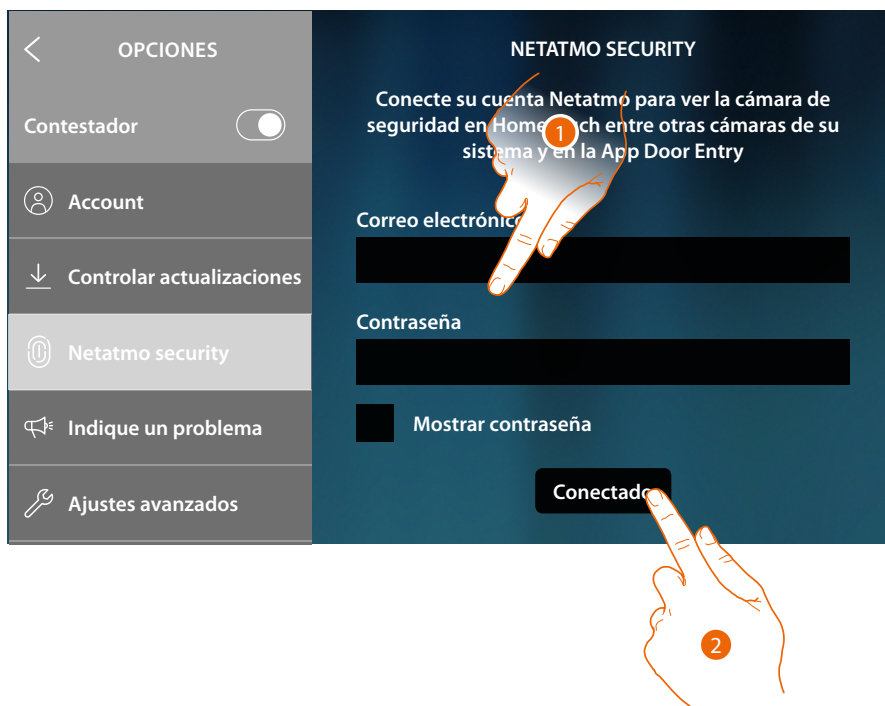 OPCIONES
Contestador
Account
Controlar actualizaciones
Netatmo security
Indique un problema
Ajustes avanzados
NETATMO SECURITY
Conecte su cuenta Netatmo para ver la cámara de
seguridad en ch entre otras cámaras de su
sistema y en la App Door Entry
1
Correo electrónico
Contraseña
Mostrar contraseña
Conectado
2